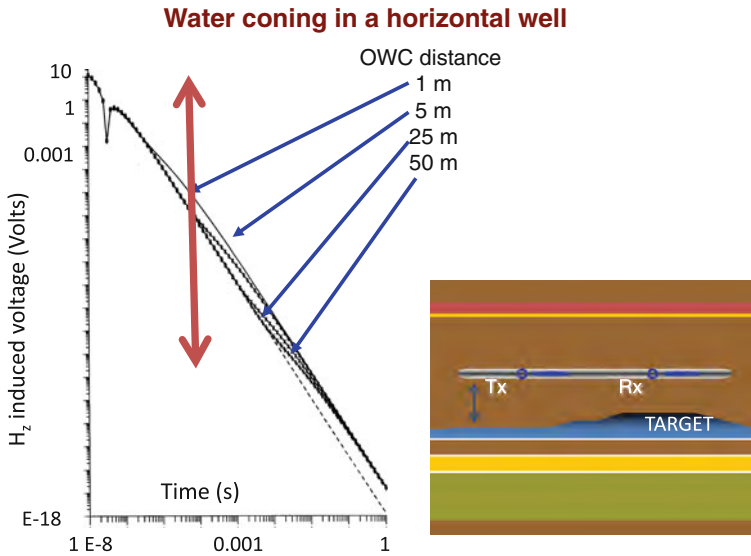 Water coning in a horizontal well
OWC distance
1 m
5 m
25 m
50 m
10
1
0.001
E-18
H_z induced voltage (Volts)
Time (s)
1 E-8
0.001
1
Tx
Rx
TARGET